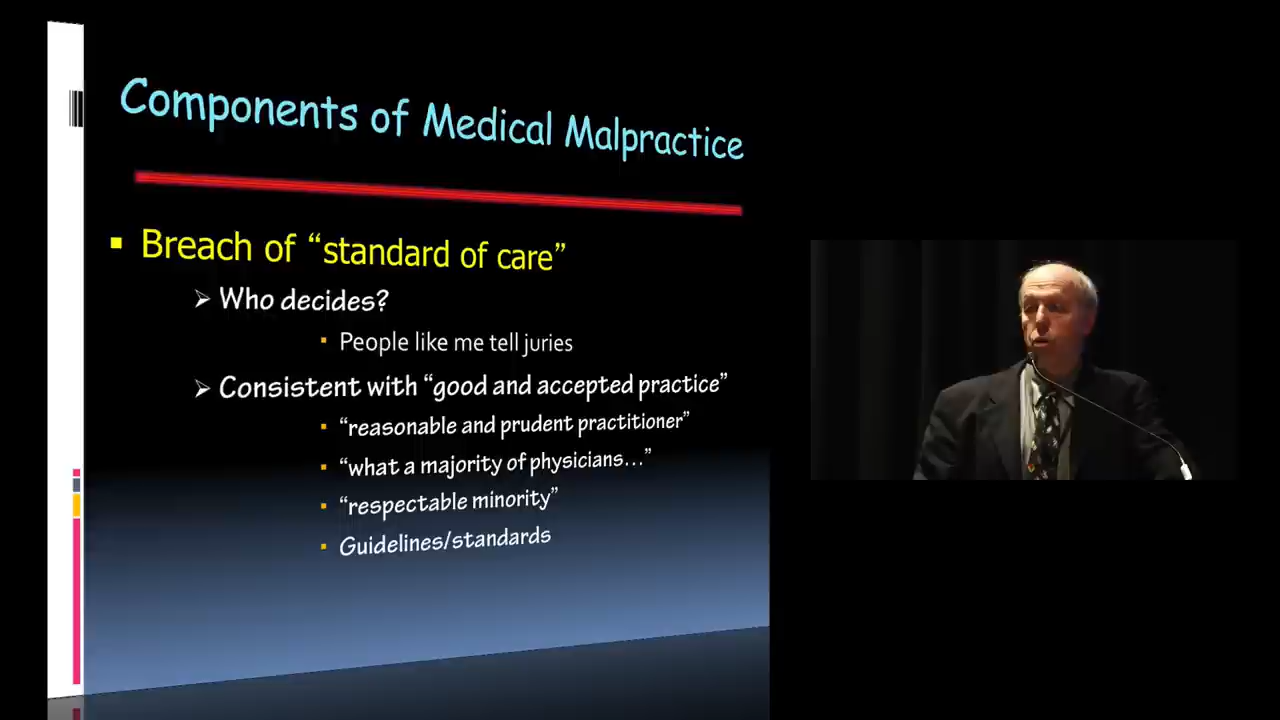 Components of Medical Malpractice
Breach of “standard of care”
Who decides?
People like me tell juries
Consistent with “good and accepted practice”
“reasonable and prudent practitioner”
“what a majority of physicians...”
“respectable minority”
Guidelines/standards